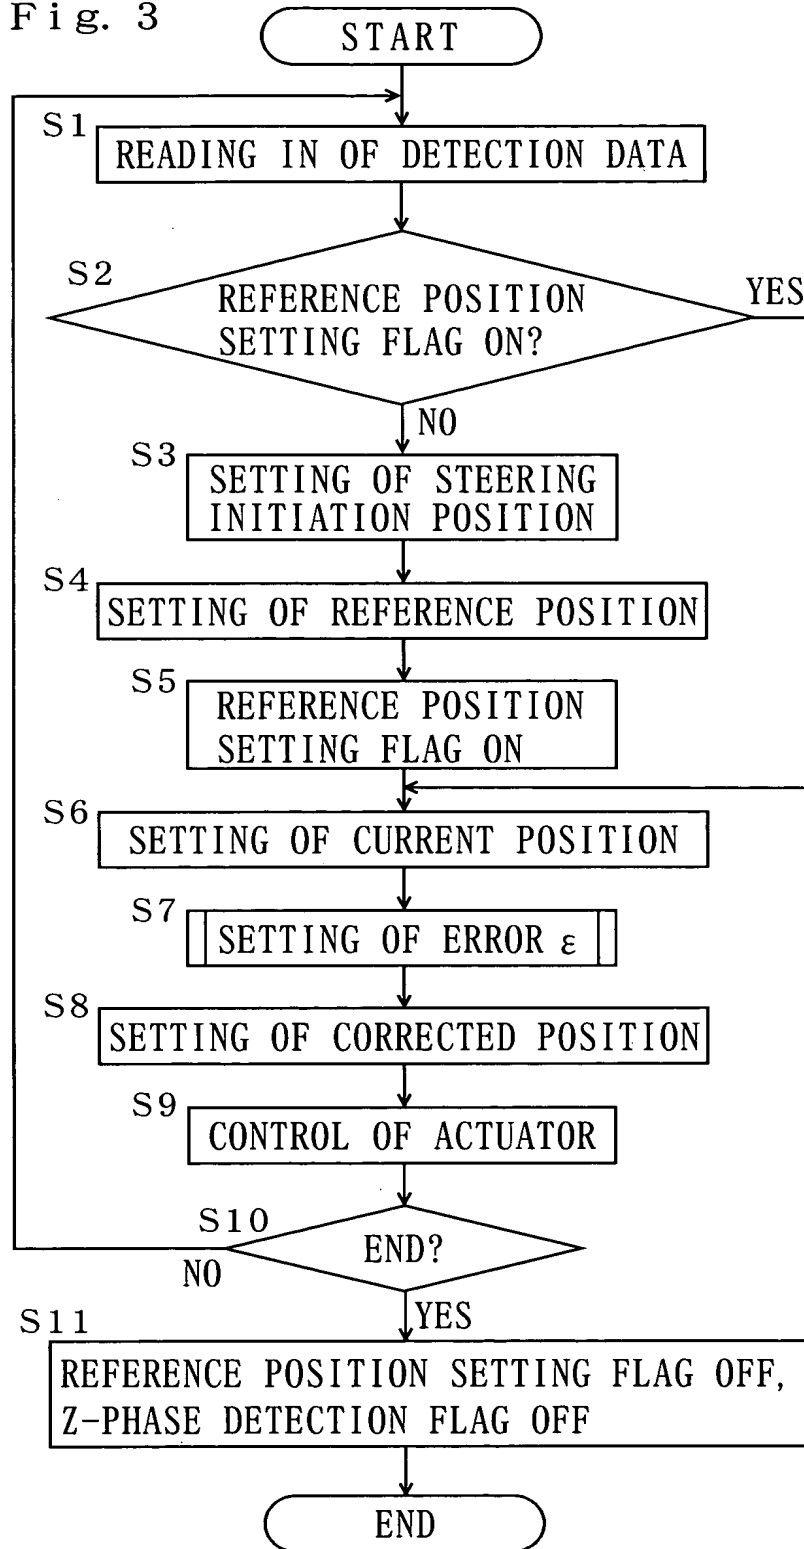 Fig. 3
START
S1
READING IN OF DETECTION DATA
S2
REFERENCE POSITION
SETTING FLAG ON?
YES
NO
S3
SETTING OF STEERING
INITIATION POSITION
S4
SETTING OF REFERENCE POSITION
S5
REFERENCE POSITION
SETTING FLAG ON
S6
SETTING OF CURRENT POSITION
S7
SETTING OF ERROR ε
S8
SETTING OF CORRECTED POSITION
S9
CONTROL OF ACTUATOR
S10
END?
NO
YES
S11
REFERENCE POSITION SETTING FLAG OFF,
Z-PHASE DETECTION FLAG OFF
END